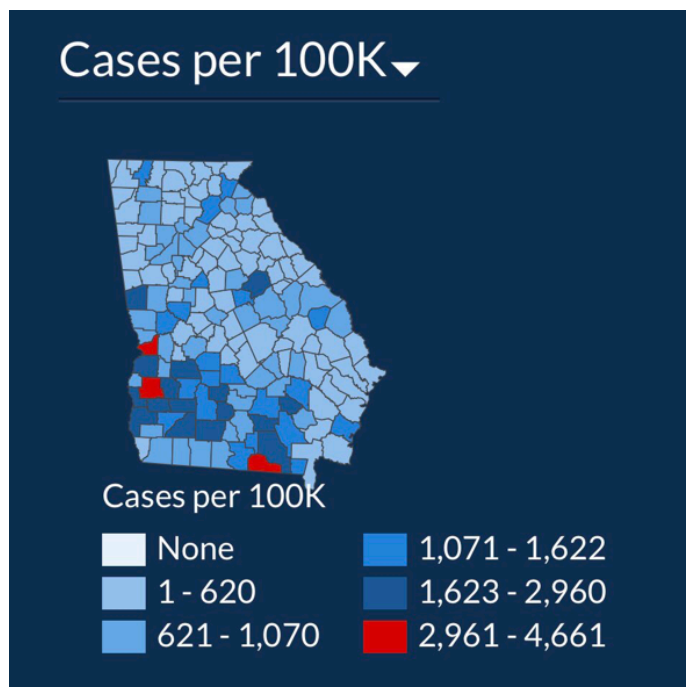 Cases per 100K
Cases per 100K
None
1 - 620
621 - 1,070
1,071 - 1,622
1,623 - 2,960
2,961 - 4,661